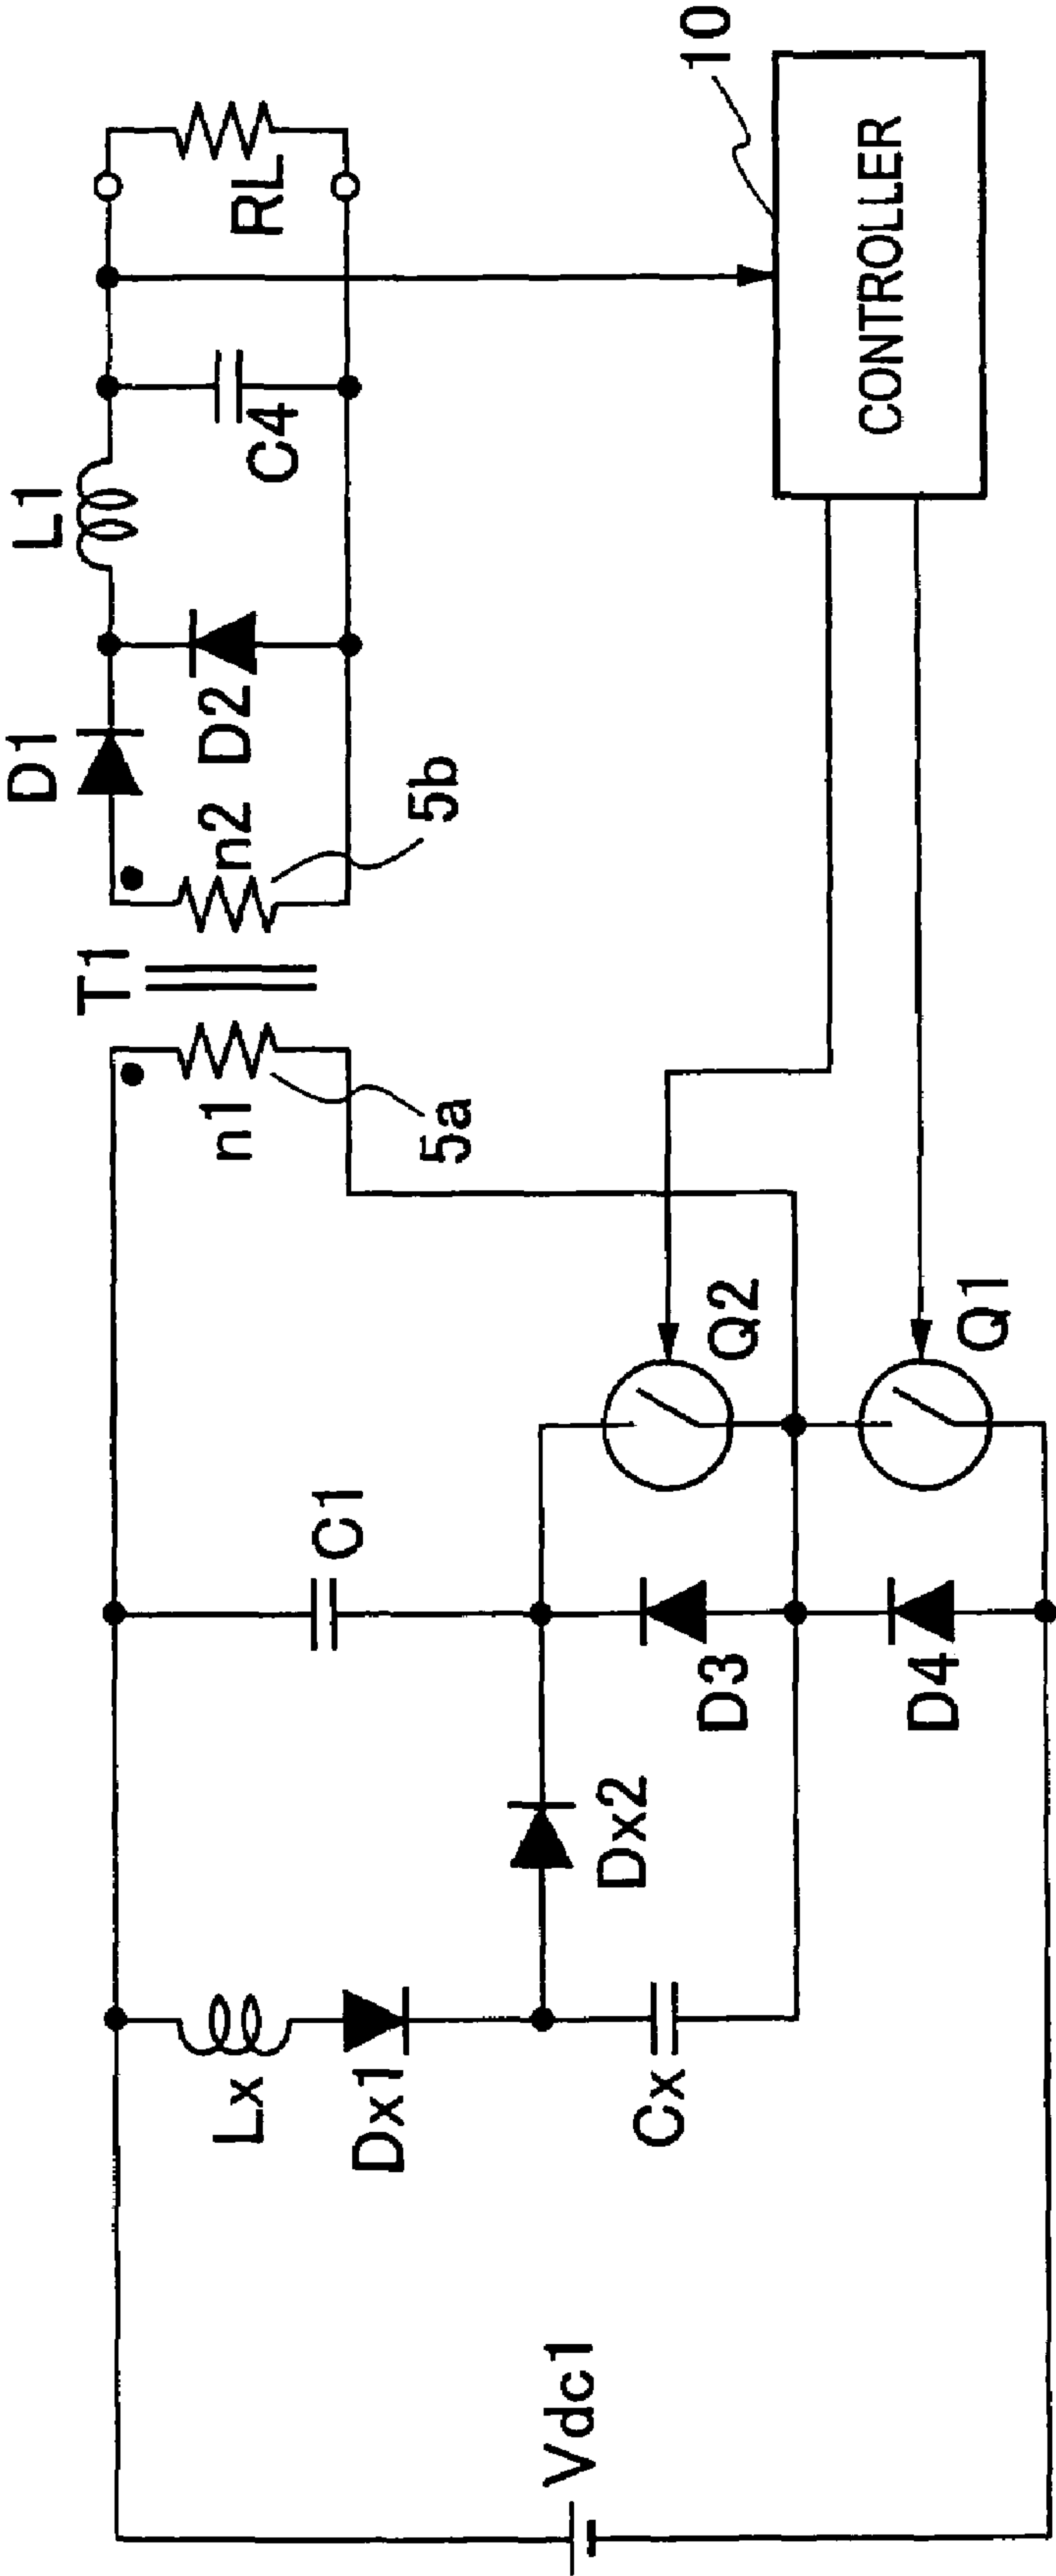 Vdc1
Lx
Dx1
Cx
Dx2
C1
D3
D4
Q2
Q1
n1
5a
T1
n2
5b
D1
D2
L1
C4
RL
10
CONTROLLER